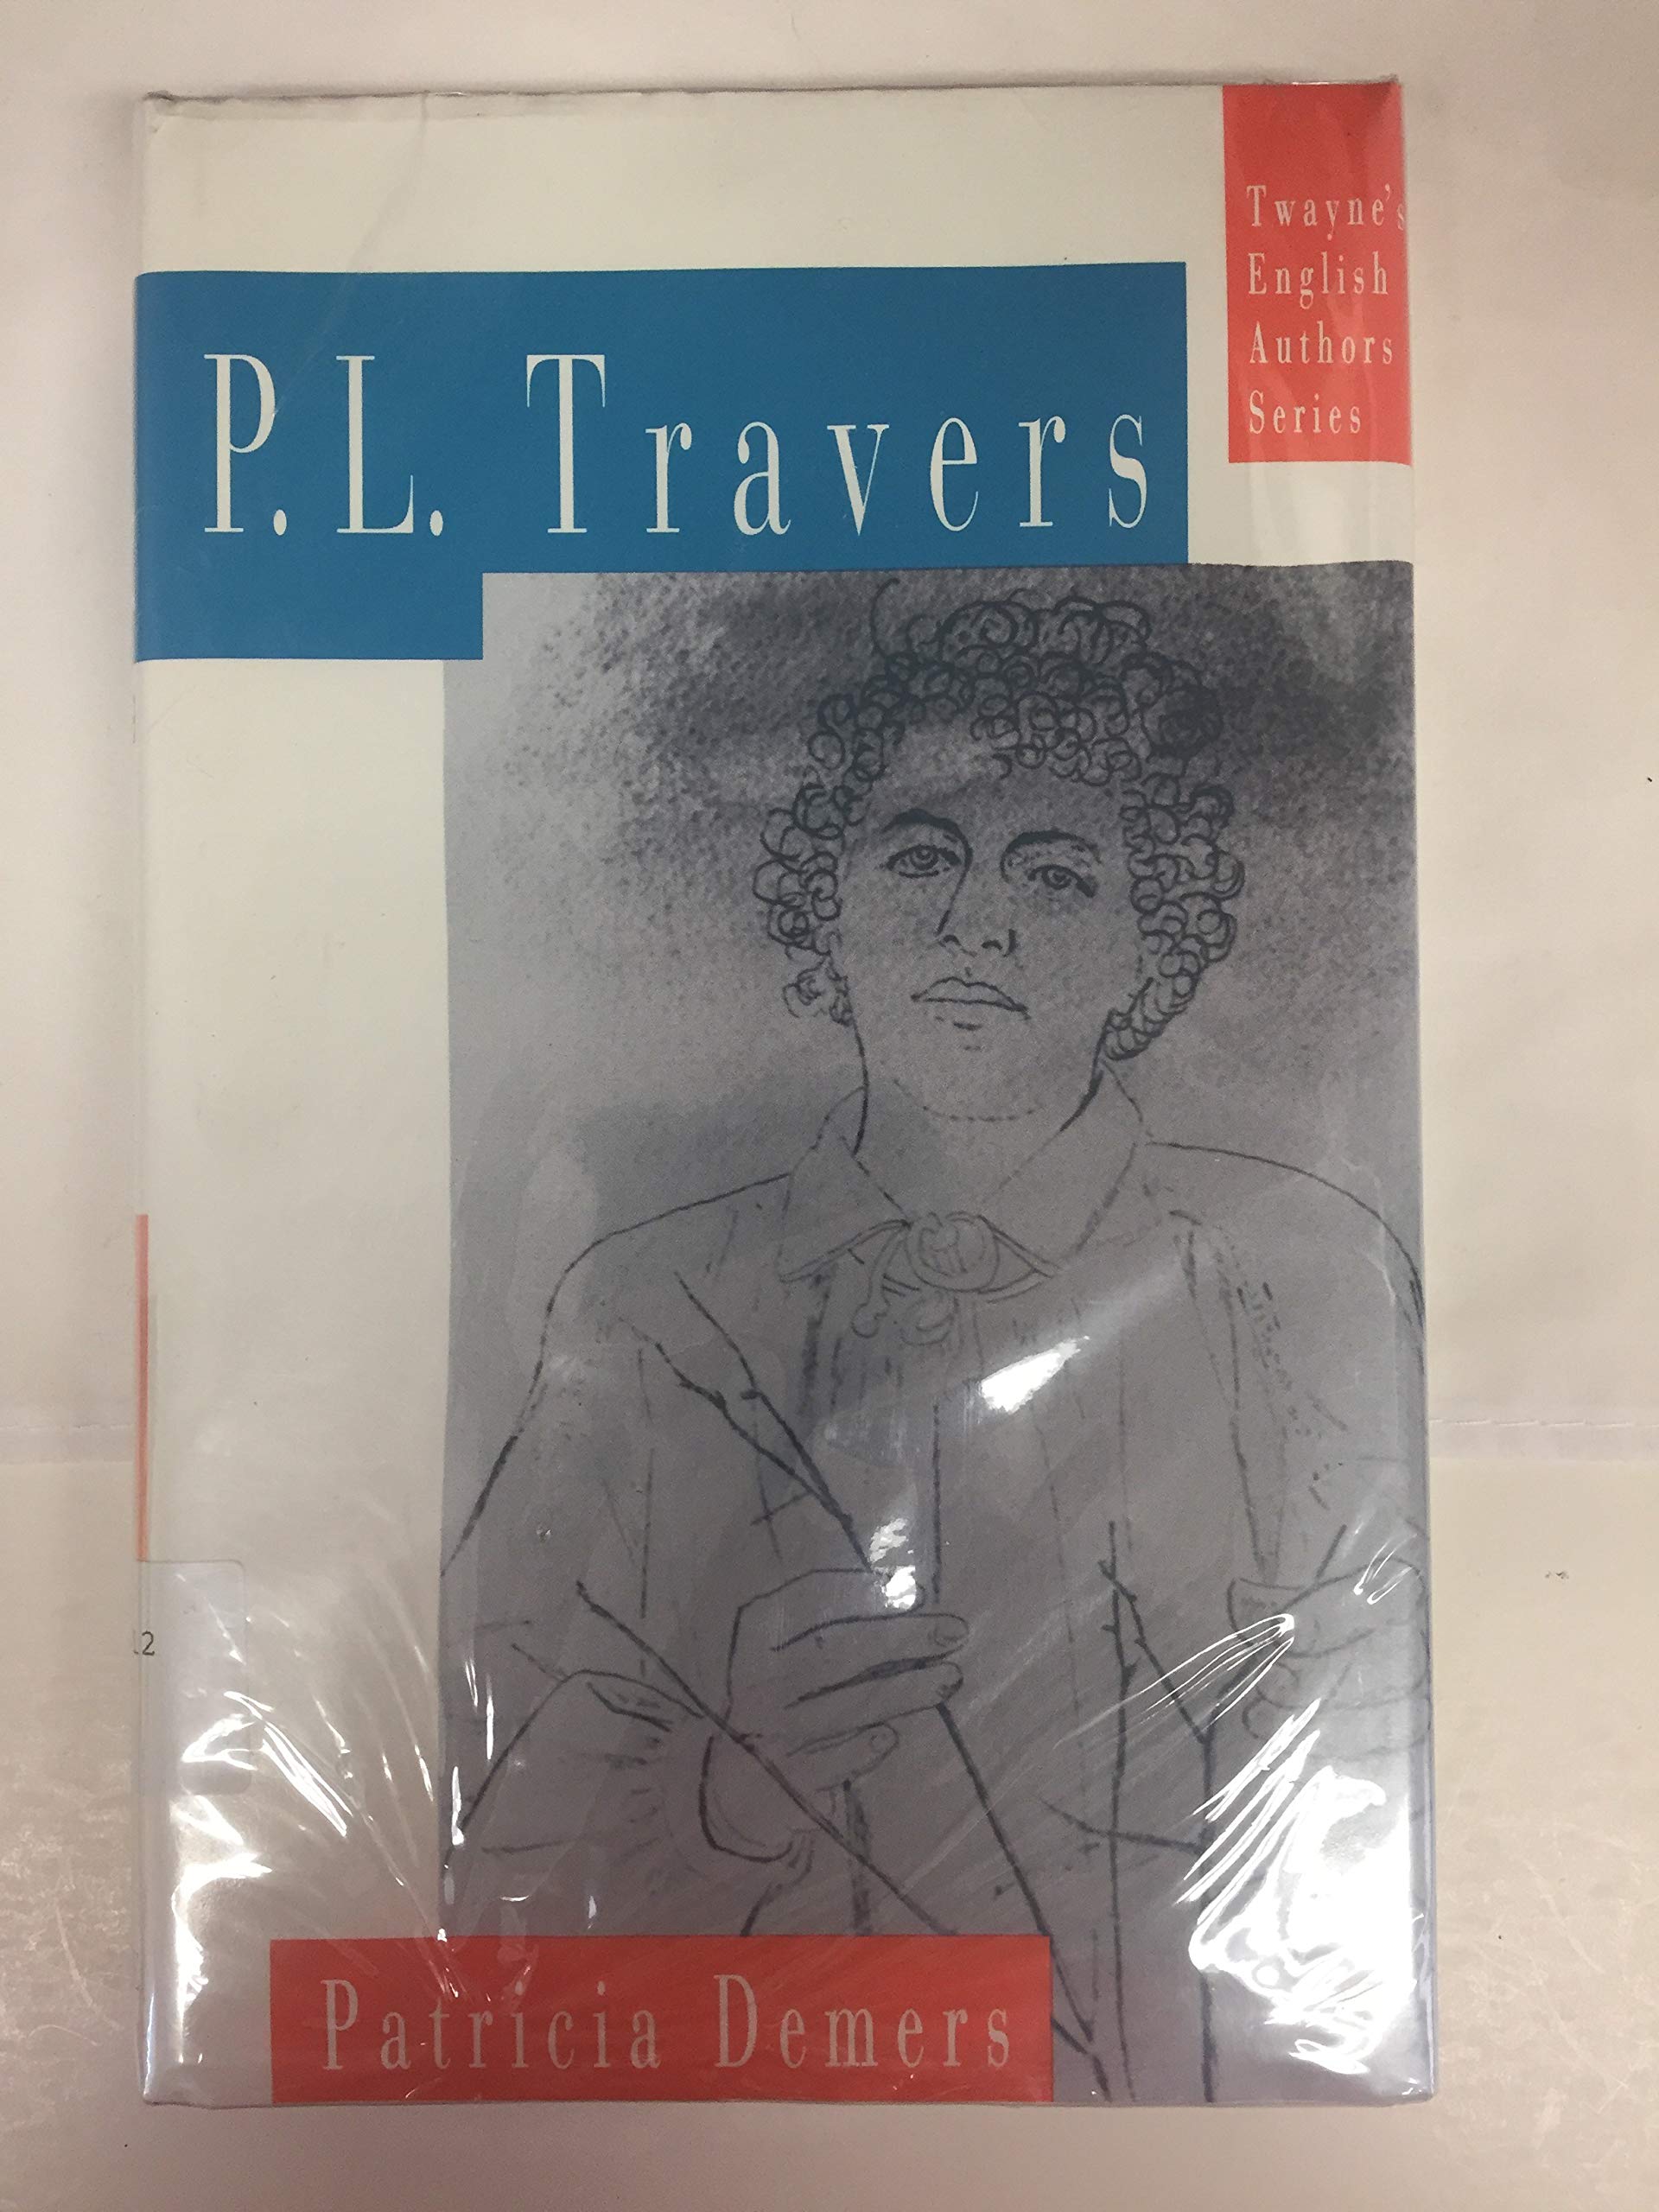 Twayne's
English
Authors
Series
P. L. Travers
Patricia Demers